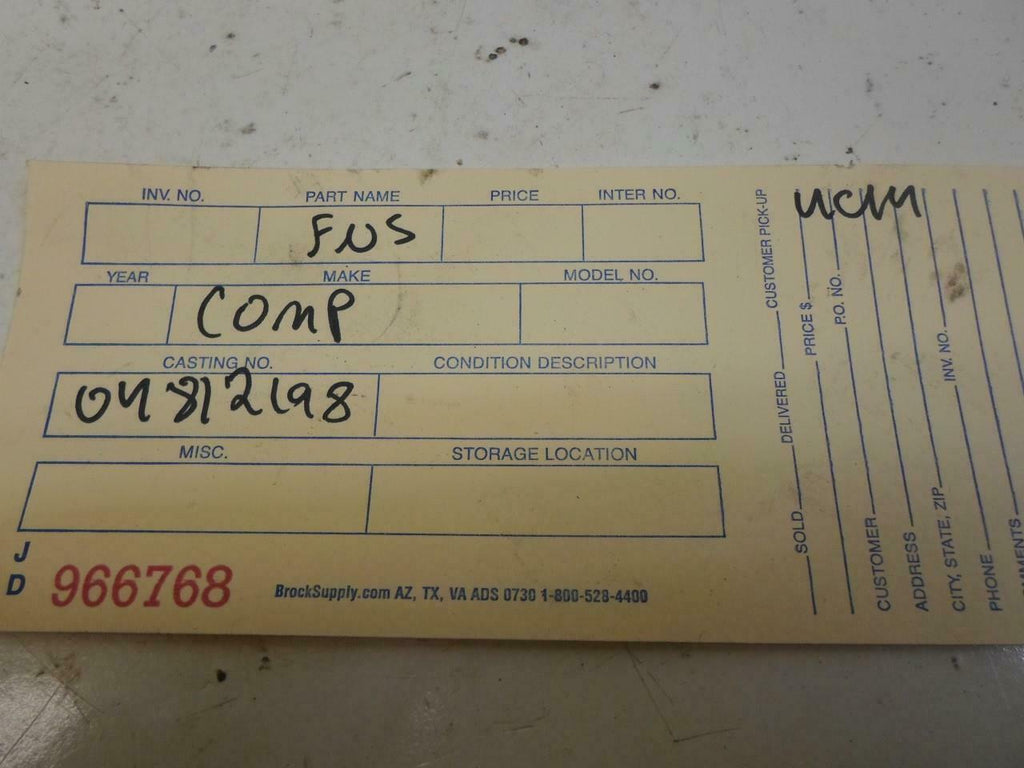 INV. NO. PART NAME PRICE INTER NO.
FUS
YEAR MAKE MODEL NO.
COMP
CASTING NO. CONDITION DESCRIPTION
04812198
MISC. STORAGE LOCATION
J
D
966768
BrockSupply.com AZ, TX, VA ADS 0730 1-800-528-4400
SOLD DELIVERED CUSTOMER PICK-UP
PRICE $
P.O. NO.
CUSTOMER
ADDRESS
CITY, STATE, ZIP INV. NO.
PHONE